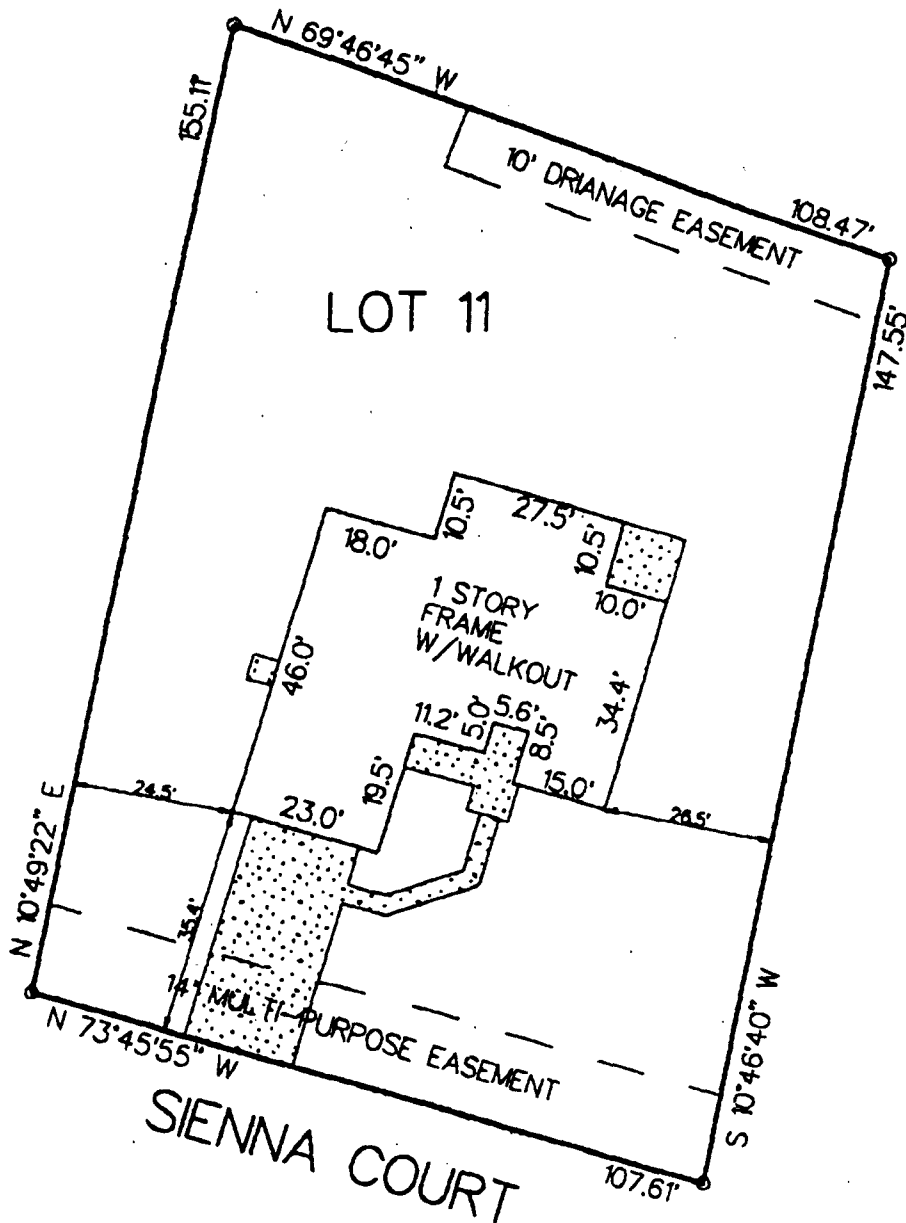 N 69°46'45" W
155.11'
10' DRIANAGE EASEMENT
108.47'
LOT 11
147.55'
10.5'
27.5'
18.0'
10.5'
10.0'
1 STORY
FRAME
W/WALKOUT
46.0'
34.4'
11.2'
5.0'
5.6'
8.5'
19.5'
15.0'
24.5'
23.0'
26.5'
N 10°49'22" E
35.4'
14' MULTI-PURPOSE EASEMENT
N 73°45'55" W
S 10°46'40" W
SIENNA COURT
107.61'